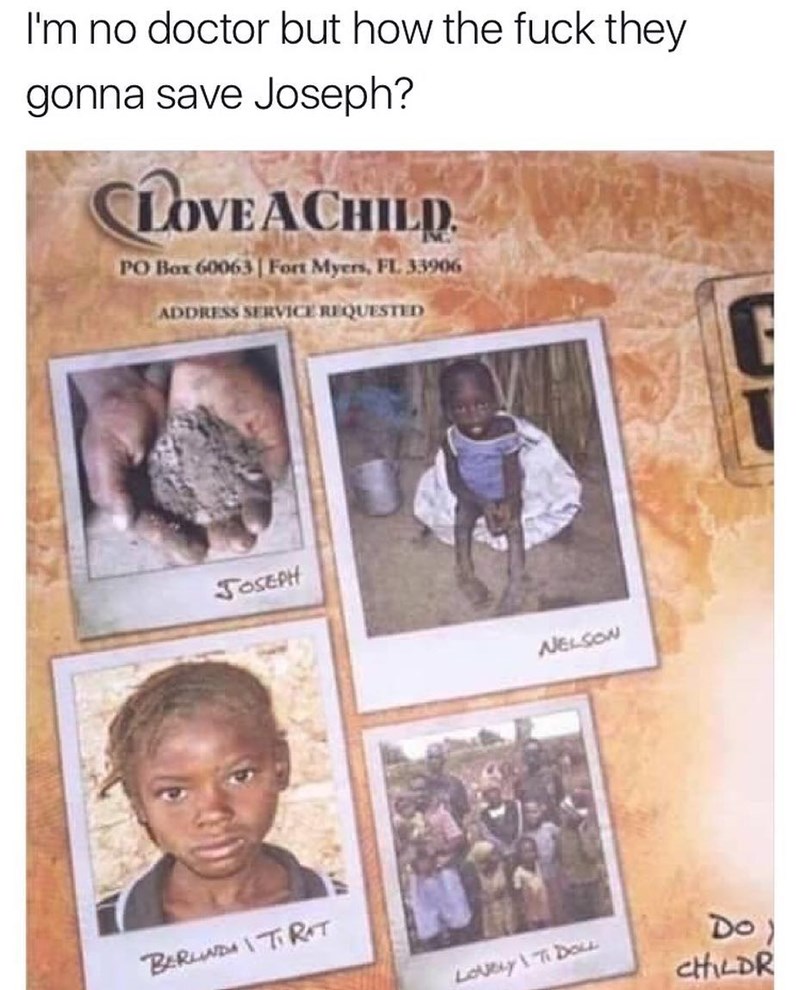 I'm no doctor but how the fuck they
gonna save Joseph?
LOVE A CHILD, INC.
PO Box 60063 | Fort Myers, FL 33906
ADDRESS SERVICE REQUESTED
JOSEPH
NELSON
BERLINDA \ TI RAT
LOVELY \ TI DOLL
DO
CHILDR